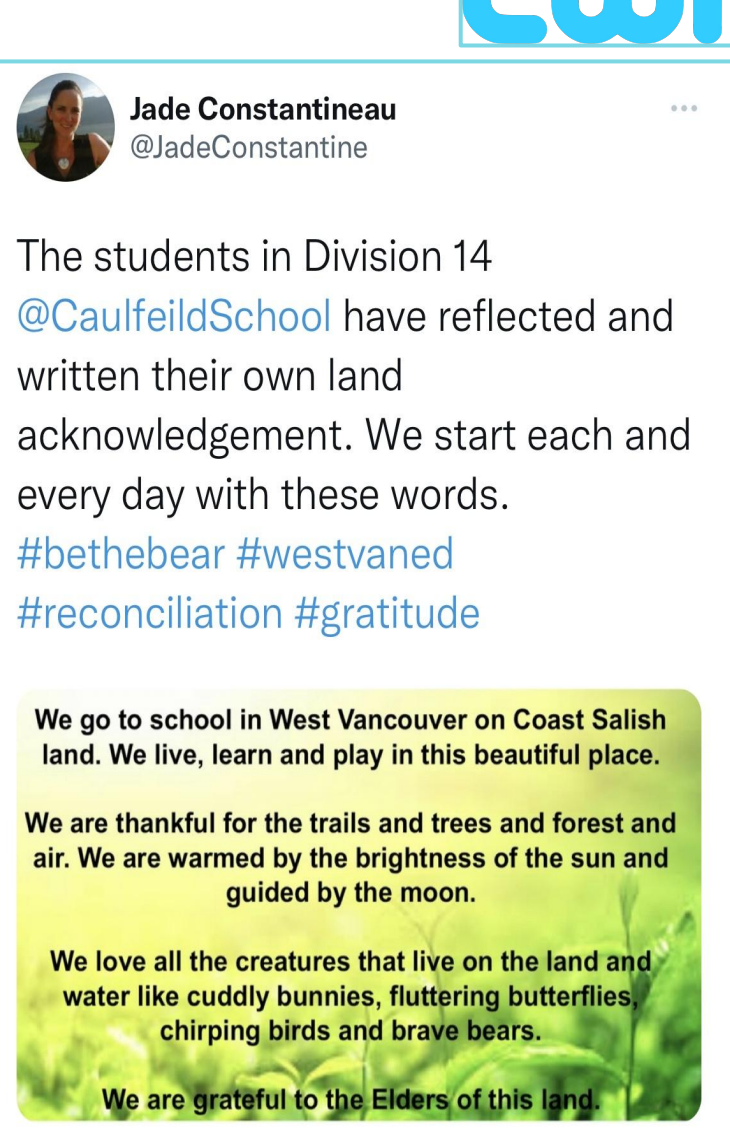 Jade Constantineau
@JadeConstantine
The students in Division 14
@CaulfeildSchool have reflected and
written their own land
acknowledgement. We start each and
every day with these words.
#bethebear #westvaned
#reconciliation #gratitude
We go to school in West Vancouver on Coast Salish
land. We live, learn and play in this beautiful place.
We are thankful for the trails and trees and forest and
air. We are warmed by the brightness of the sun and
guided by the moon.
We love all the creatures that live on the land and
water like cuddly bunnies, fluttering butterflies,
chirping birds and brave bears.
We are grateful to the Elders of this land.